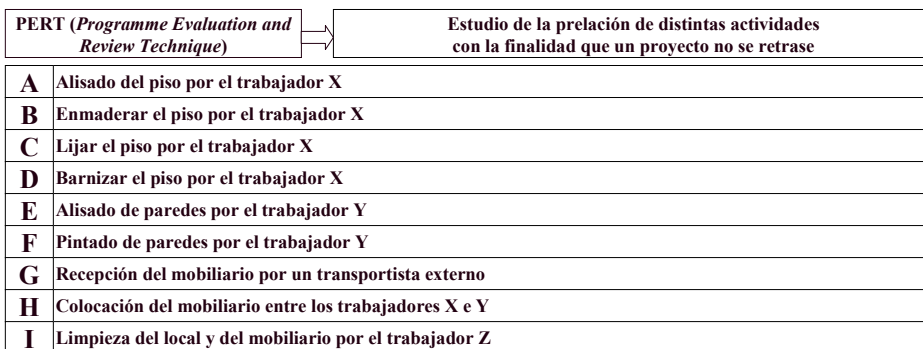 PERT (Programme Evaluation and
Review Technique)
Estudio de la prelación de distintas actividades
con la finalidad que un proyecto no se retrase
A Alisado del piso por el trabajador X
B Enmaderar el piso por el trabajador X
C Lijar el piso por el trabajador X
D Barnizar el piso por el trabajador X
E Alisado de paredes por el trabajador Y
F Pintado de paredes por el trabajador Y
G Recepción del mobiliario por un transportista externo
H Colocación del mobiliario entre los trabajadores X e Y
I Limpieza del local y del mobiliario por el trabajador Z